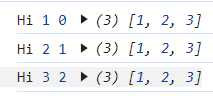 Hi 1 0 ▶ (3) [1, 2, 3]
Hi 2 1 ▶ (3) [1, 2, 3]
Hi 3 2 ▶ (3) [1, 2, 3]